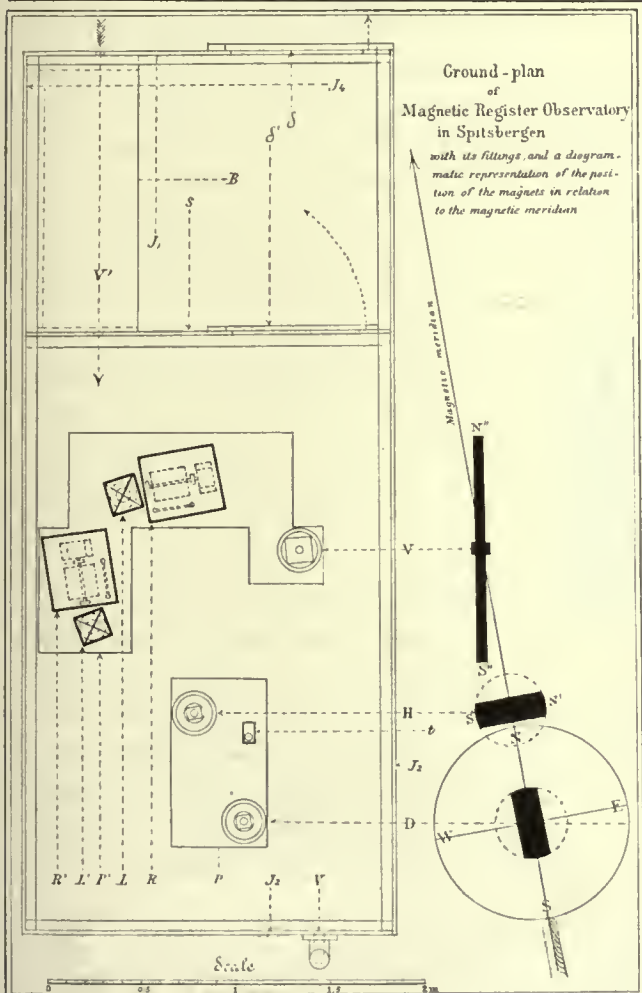 Ground-plan
of
Magnetic Register Observatory
in Spitsbergen
with its fittings, and a diagram-
matic representation of the posi-
tion of the magnets in relation
to the magnetic meridian
J4
δ
δ'
B
s
J,
V'
Magnetic meridian
N"
V
S"
H
S
N'
t
N
J2
D
W
E
R' L' P' L R P J2 V
Scale
0 0.5 1 1.5 2m